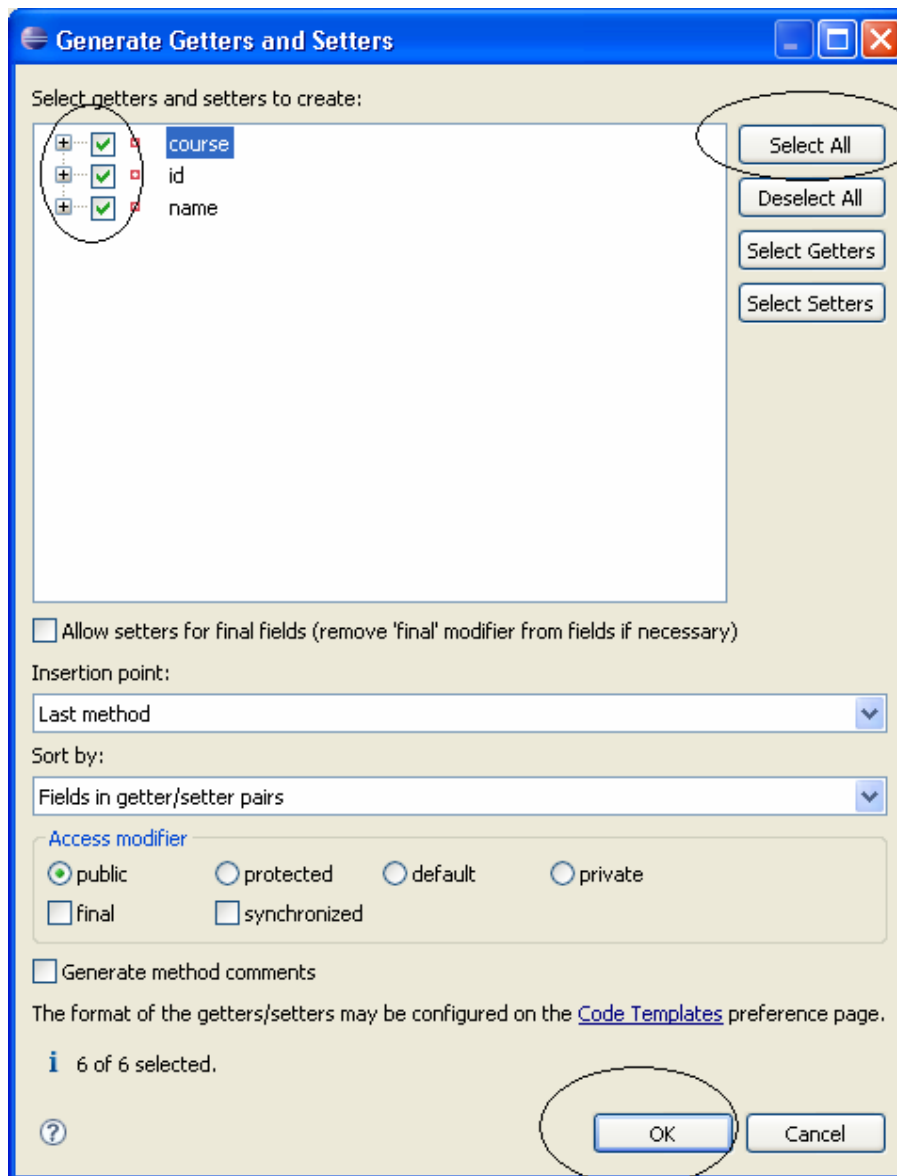 Generate Getters and Setters
Select getters and setters to create:
course
id
name
Select All
Deselect All
Select Getters
Select Setters
Allow setters for final fields (remove 'final' modifier from fields if necessary)
Insertion point:
Last method
Sort by:
Fields in getter/setter pairs
Access modifier
public protected default private
final synchronized
Generate method comments
The format of the getters/setters may be configured on the Code Templates preference page.
i 6 of 6 selected.
? OK Cancel